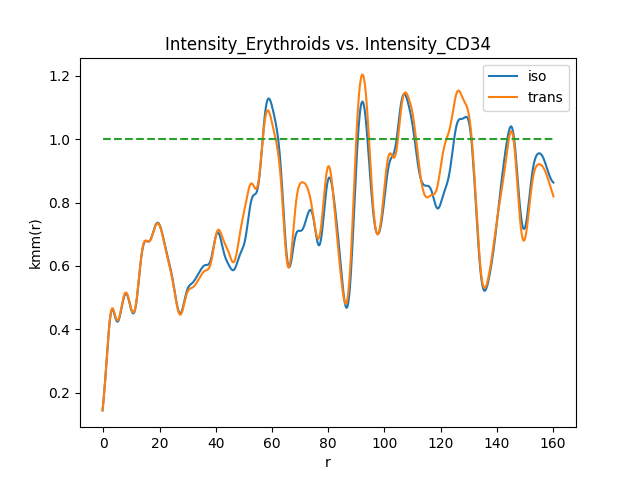 Intensity_Erythroids vs. Intensity_CD34
iso
trans
kmm(r)
1.2
1.0
0.8
0.6
0.4
0.2
0 20 40 60 80 100 120 140 160
r